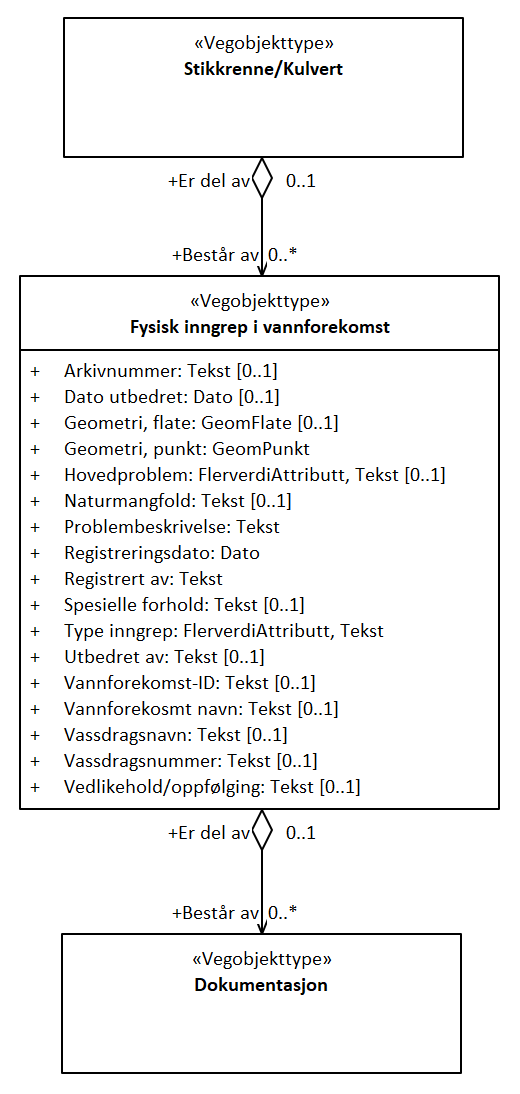 «Vegobjekttype»
Stikkrenne/Kulvert
+Er del av 0..1
+Består av 0..*
«Vegobjekttype»
Fysisk inngrep i vannforekomst
+ Arkivnummer: Tekst [0..1]
+ Dato utbedret: Dato [0..1]
+ Geometri, flate: GeomFlate [0..1]
+ Geometri, punkt: GeomPunkt
+ Hovedproblem: FlerverdiAttributt, Tekst [0..1]
+ Naturmangfold: Tekst [0..1]
+ Problembeskrivelse: Tekst
+ Registreringsdato: Dato
+ Registrert av: Tekst
+ Spesielle forhold: Tekst [0..1]
+ Type inngrep: FlerverdiAttributt, Tekst
+ Utbedret av: Tekst [0..1]
+ Vannforekomst-ID: Tekst [0..1]
+ Vannforekosmt navn: Tekst [0..1]
+ Vassdragsnavn: Tekst [0..1]
+ Vassdragsnummer: Tekst [0..1]
+ Vedlikehold/oppfølging: Tekst [0..1]
+Er del av 0..1
+Består av 0..*
«Vegobjekttype»
Dokumentasjon